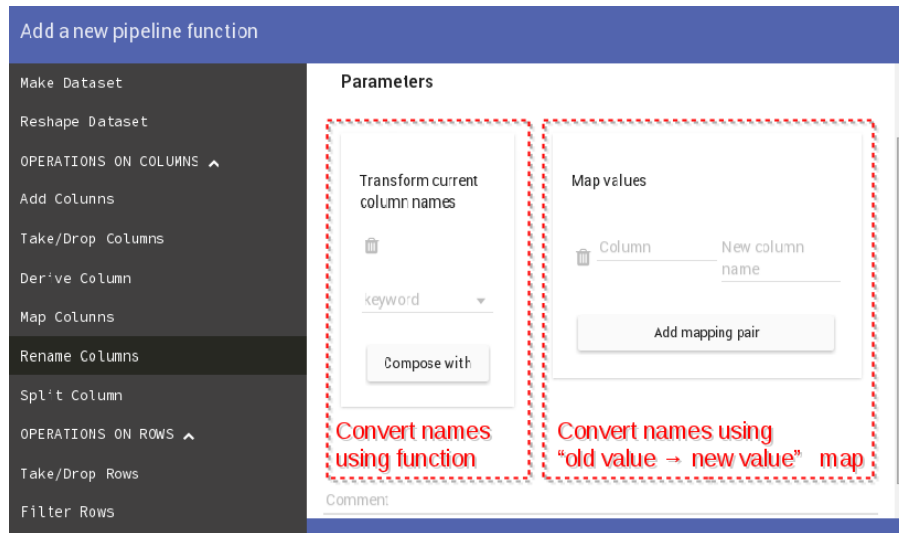 Add a new pipeline function
Make Dataset
Reshape Dataset
OPERATIONS ON COLUMNS
Add Columns
Take/Drop Columns
Derive Column
Map Columns
Rename Columns
Split Column
OPERATIONS ON ROWS
Take/Drop Rows
Filter Rows
Parameters
Transform current
column names
keyword
Compose with
Convert names
using function
Map values
Column
New column
name
Add mapping pair
Convert names using
“old value → new value” map
Comment